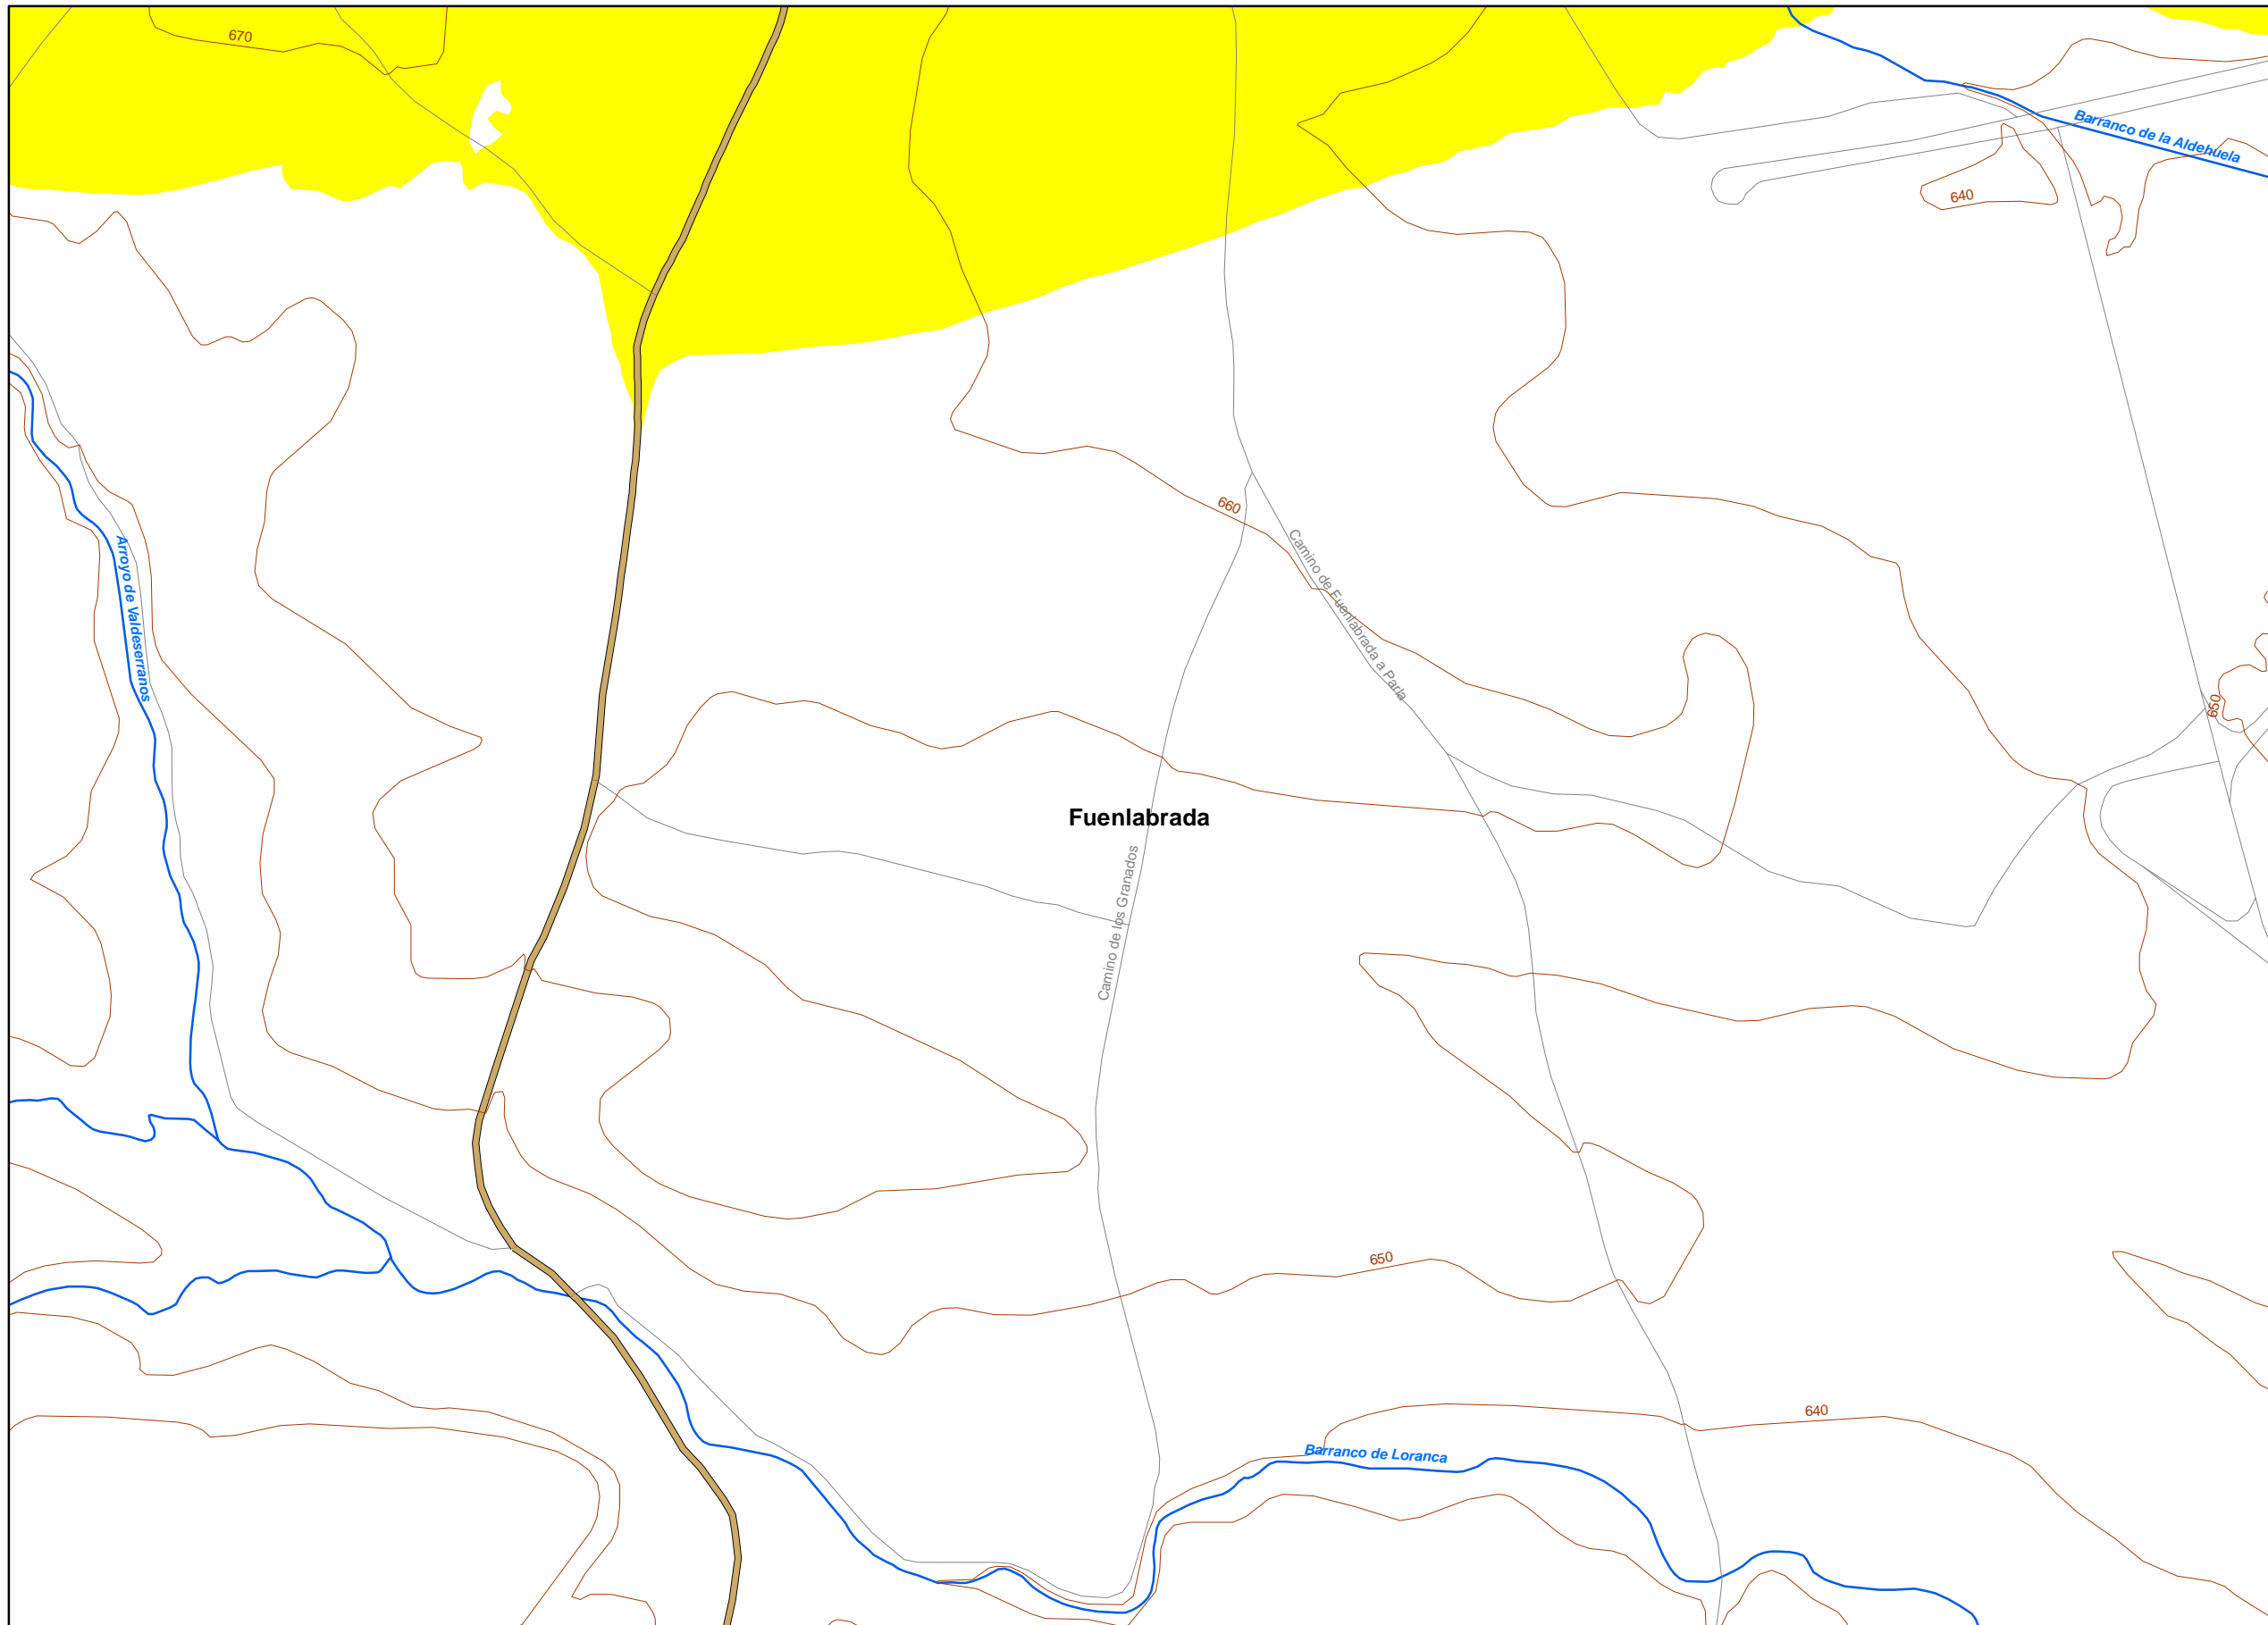 670
Barranco de la Aldehuela
640
660
Camino de Fuenlabrada a Parla
Arroyo de Valdeserranos
650
Fuenlabrada
Camino de los Granados
650
640
Barranco de Loranca